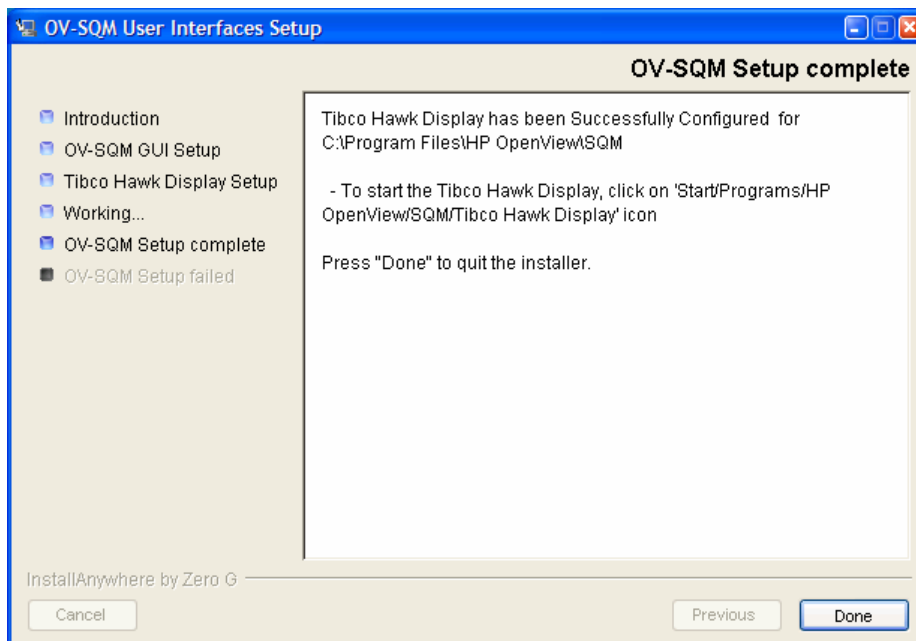 OV-SQM User Interfaces Setup
OV-SQM Setup complete
Introduction
OV-SQM GUI Setup
Tibco Hawk Display Setup
Working...
OV-SQM Setup complete
OV-SQM Setup failed
Tibco Hawk Display has been Successfully Configured for
C:\Program Files\HP OpenView\SQM
- To start the Tibco Hawk Display, click on 'Start/Programs/HP
OpenView/SQM/Tibco Hawk Display' icon
Press "Done" to quit the installer.
InstallAnywhere by Zero G
Cancel
Previous
Done